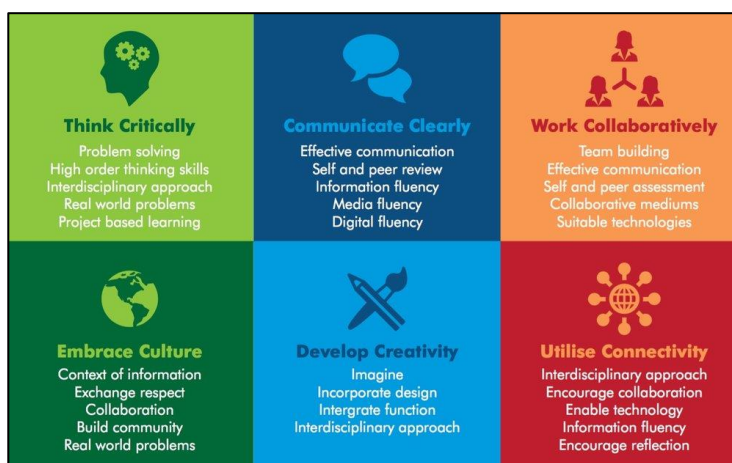 Think Critically
Problem solving
High order thinking skills
Interdisciplinary approach
Real world problems
Project based learning
Communicate Clearly
Effective communication
Self and peer review
Information fluency
Media fluency
Digital fluency
Work Collaboratively
Team building
Effective communication
Self and peer assessment
Collaborative mediums
Suitable technologies
Embrace Culture
Context of information
Exchange respect
Collaboration
Build community
Real world problems
Develop Creativity
Imagine
Incorporate design
Intergrate function
Interdisciplinary approach
Utilise Connectivity
Interdisciplinary approach
Encourage collaboration
Enable technology
Information fluency
Encourage reflection